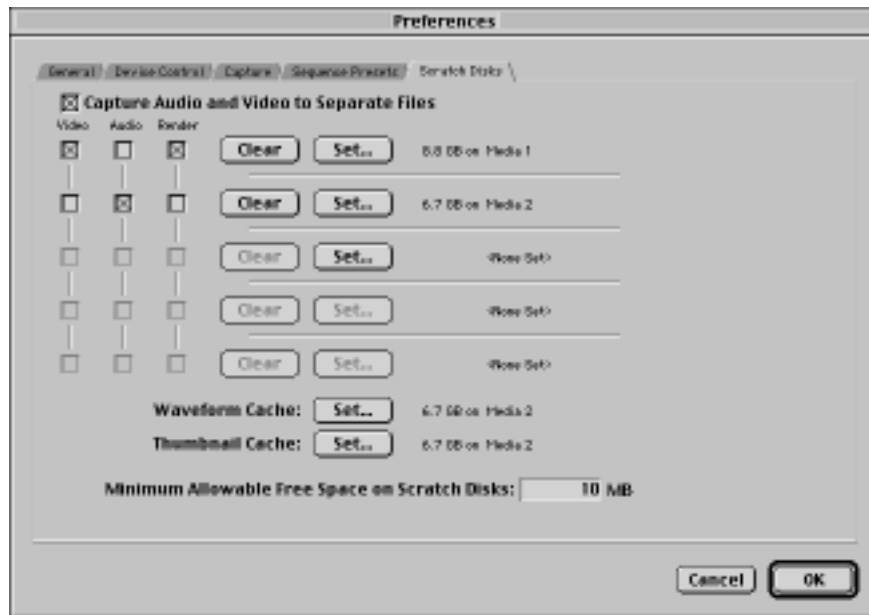 Preferences
General Device Control Capture Sequence Presets Scratch Disks
Capture Audio and Video to Separate Files
Video Audio Render
Clear Set... 8.8 GB on Media 1
Clear Set... 6.7 GB on Media 2
Clear Set... <None Set>
Clear Set... <None Set>
Clear Set... <None Set>
Waveform Cache: Set... 6.7 GB on Media 2
Thumbnail Cache: Set... 6.7 GB on Media 2
Minimum Allowable Free Space on Scratch Disks: 10 MB
Cancel OK